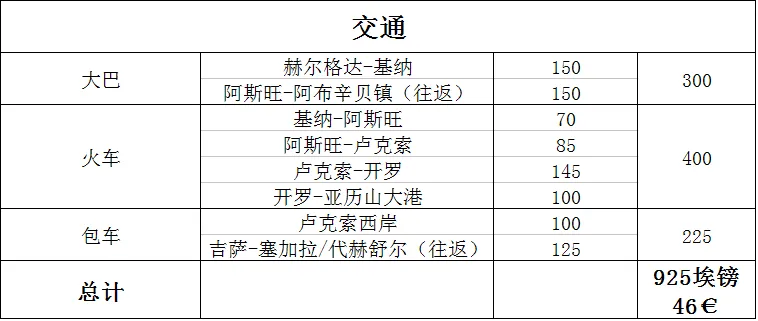 交通
大巴 赫尔格达-基纳 150 300
阿斯旺-阿布辛贝镇（往返） 150
火车 基纳-阿斯旺 70 400
阿斯旺-卢克索 85
卢克索-开罗 145
开罗-亚历山大港 100
包车 卢克索西岸 100 225
吉萨-塞加拉/代赫舒尔（往返） 125
总计 925埃镑
46€